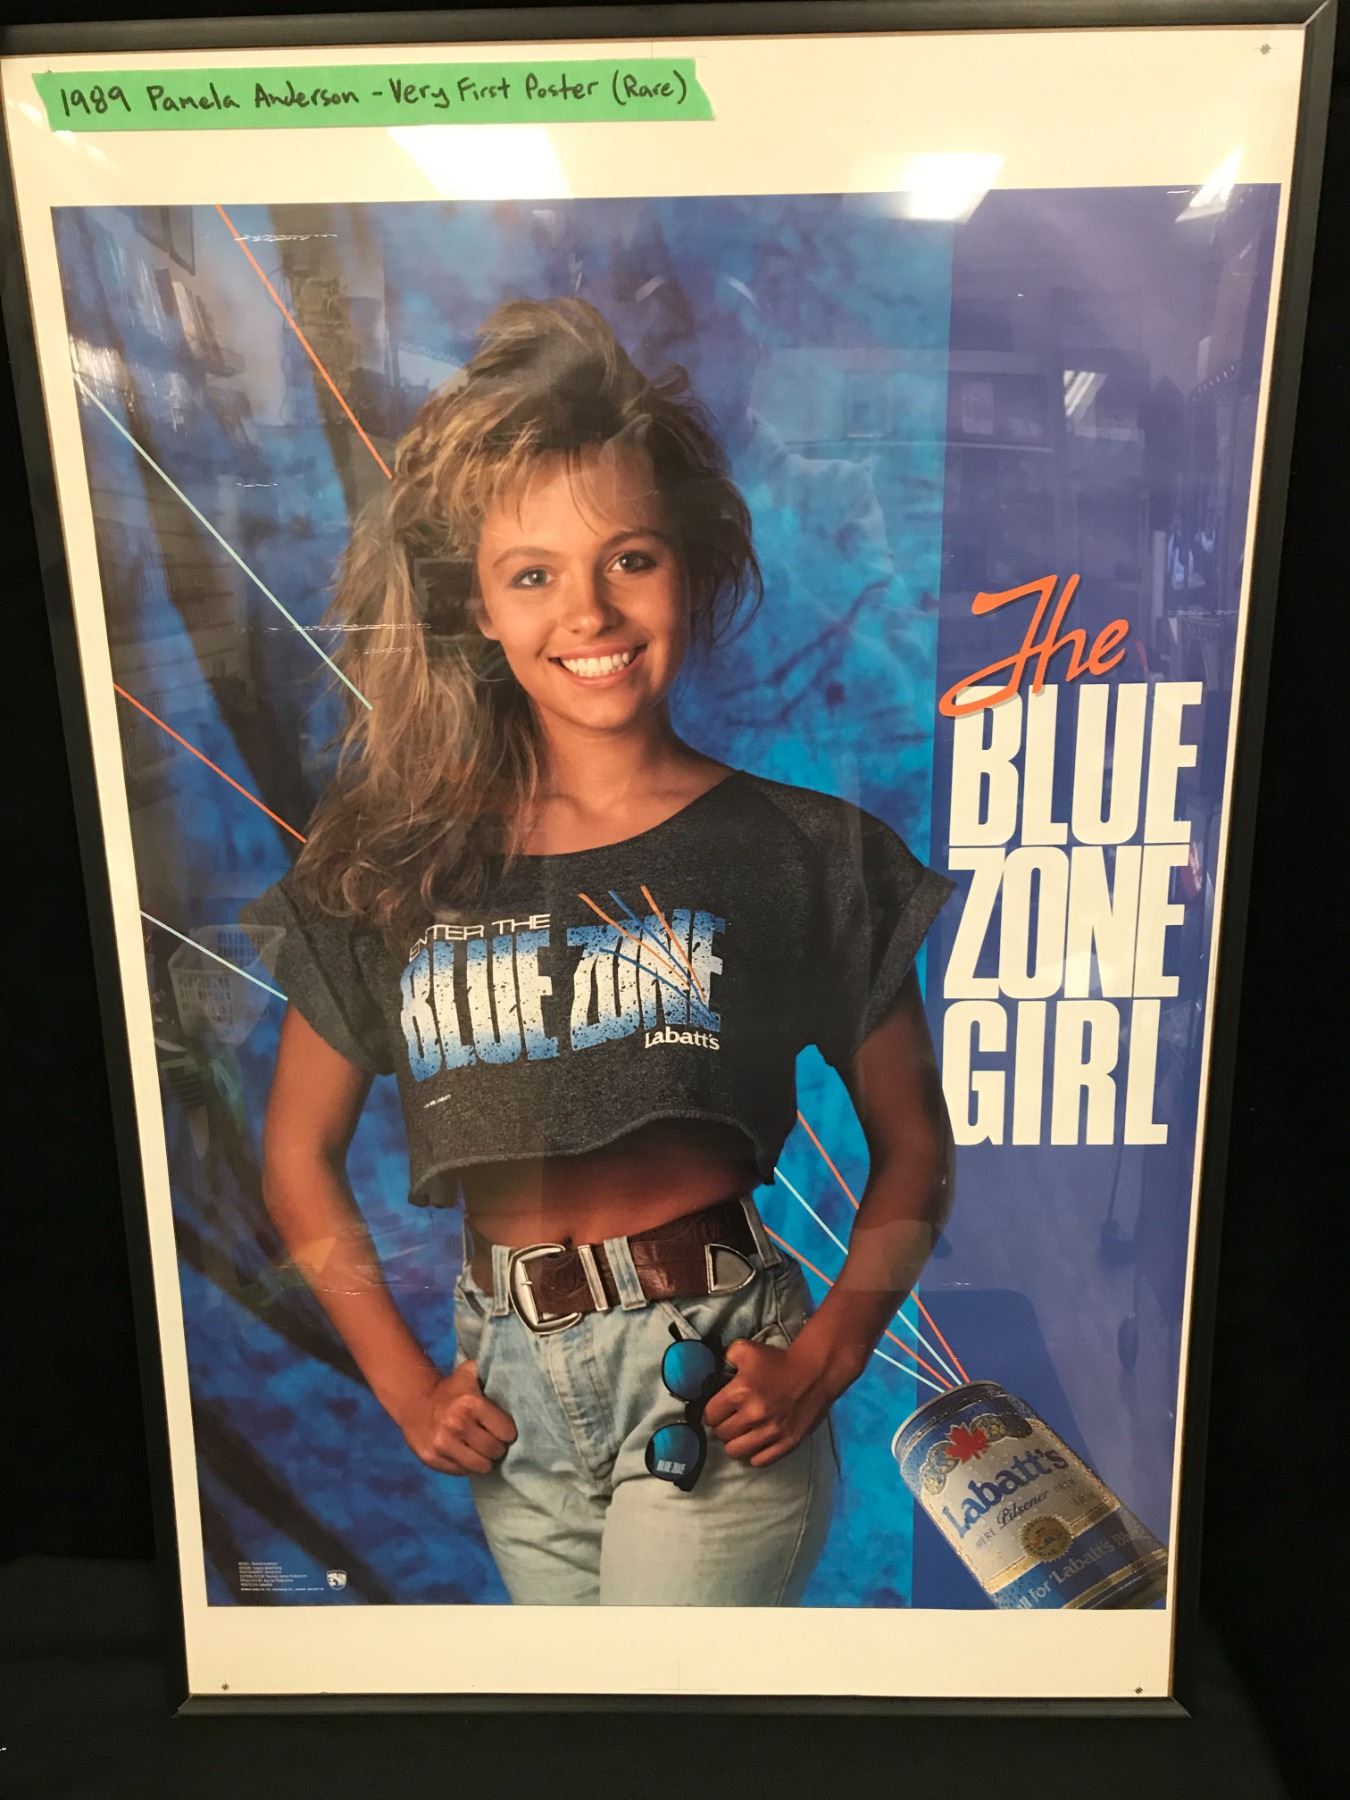 1989 Pamela Anderson - Very First Poster (Rare)
The
BLUE
ZONE
GIRL
ENTER THE
BLUE ZONE
Labatt's
BLUE ZONE
Labatt's
Pilsener
Labatt's